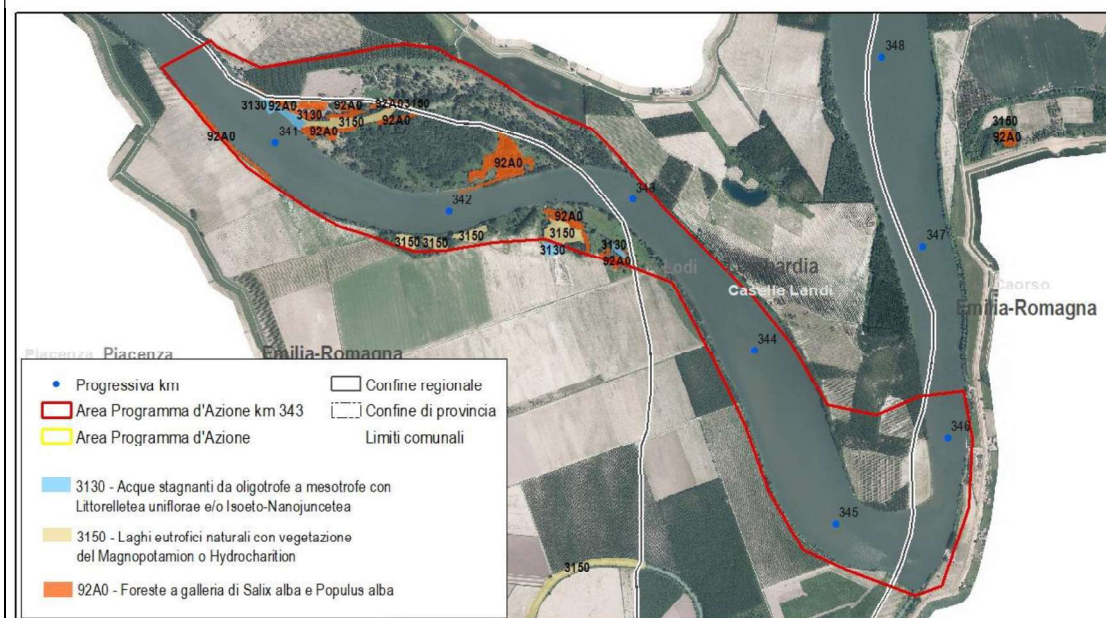 348
3130
92A0
92A0
92A0
3150
3130
3150
92A0
92A0
341
3160
92A0
92A0
92A0
342
343
92A0
3150
3150
3150
3150
3130
3130
92A0
347
Lodi
Lombardia
Caselle Landi
Caorso
Emilia-Romagna
344
Piacenza
Piacenza
Emilia-Romagna
346
345
3150
Progressiva km
Area Programma d'Azione km 343
Area Programma d'Azione
Confine regionale
Confine di provincia
Limiti comunali
3130 - Acque stagnanti da oligotrofe a mesotrofe con
Littorelletea uniflorae e/o Isoeto-Nanojuncetea
3150 - Laghi eutrofici naturali con vegetazione
del Magnopotamion o Hydrocharition
92A0 - Foreste a galleria di Salix alba e Populus alba